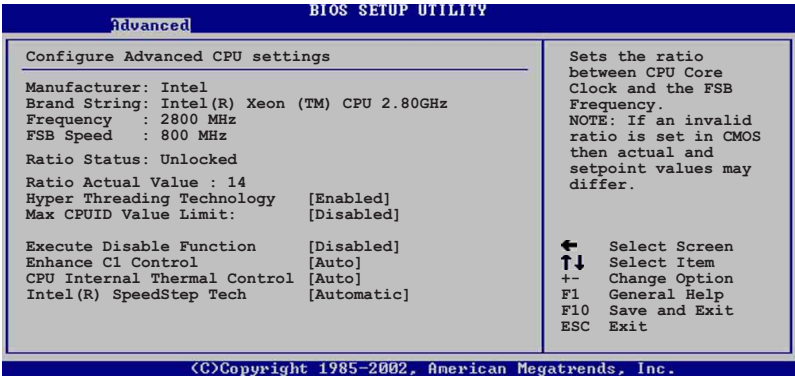 BIOS SETUP UTILITY
Advanced
Configure Advanced CPU settings
Manufacturer: Intel
Brand String: Intel(R) Xeon (TM) CPU 2.80GHz
Frequency : 2800 MHz
FSB Speed : 800 MHz
Ratio Status: Unlocked
Ratio Actual Value : 14
Hyper Threading Technology [Enabled]
Max CPUID Value Limit: [Disabled]
Execute Disable Function [Disabled]
Enhance C1 Control [Auto]
CPU Internal Thermal Control [Auto]
Intel(R) SpeedStep Tech [Automatic]
Sets the ratio
between CPU Core
Clock and the FSB
Frequency.
NOTE: If an invalid
ratio is set in CMOS
then actual and
setpoint values may
differ.
← Select Screen
↑↓ Select Item
+- Change Option
F1 General Help
F10 Save and Exit
ESC Exit
(C)Copyright 1985-2002, American Megatrends, Inc.